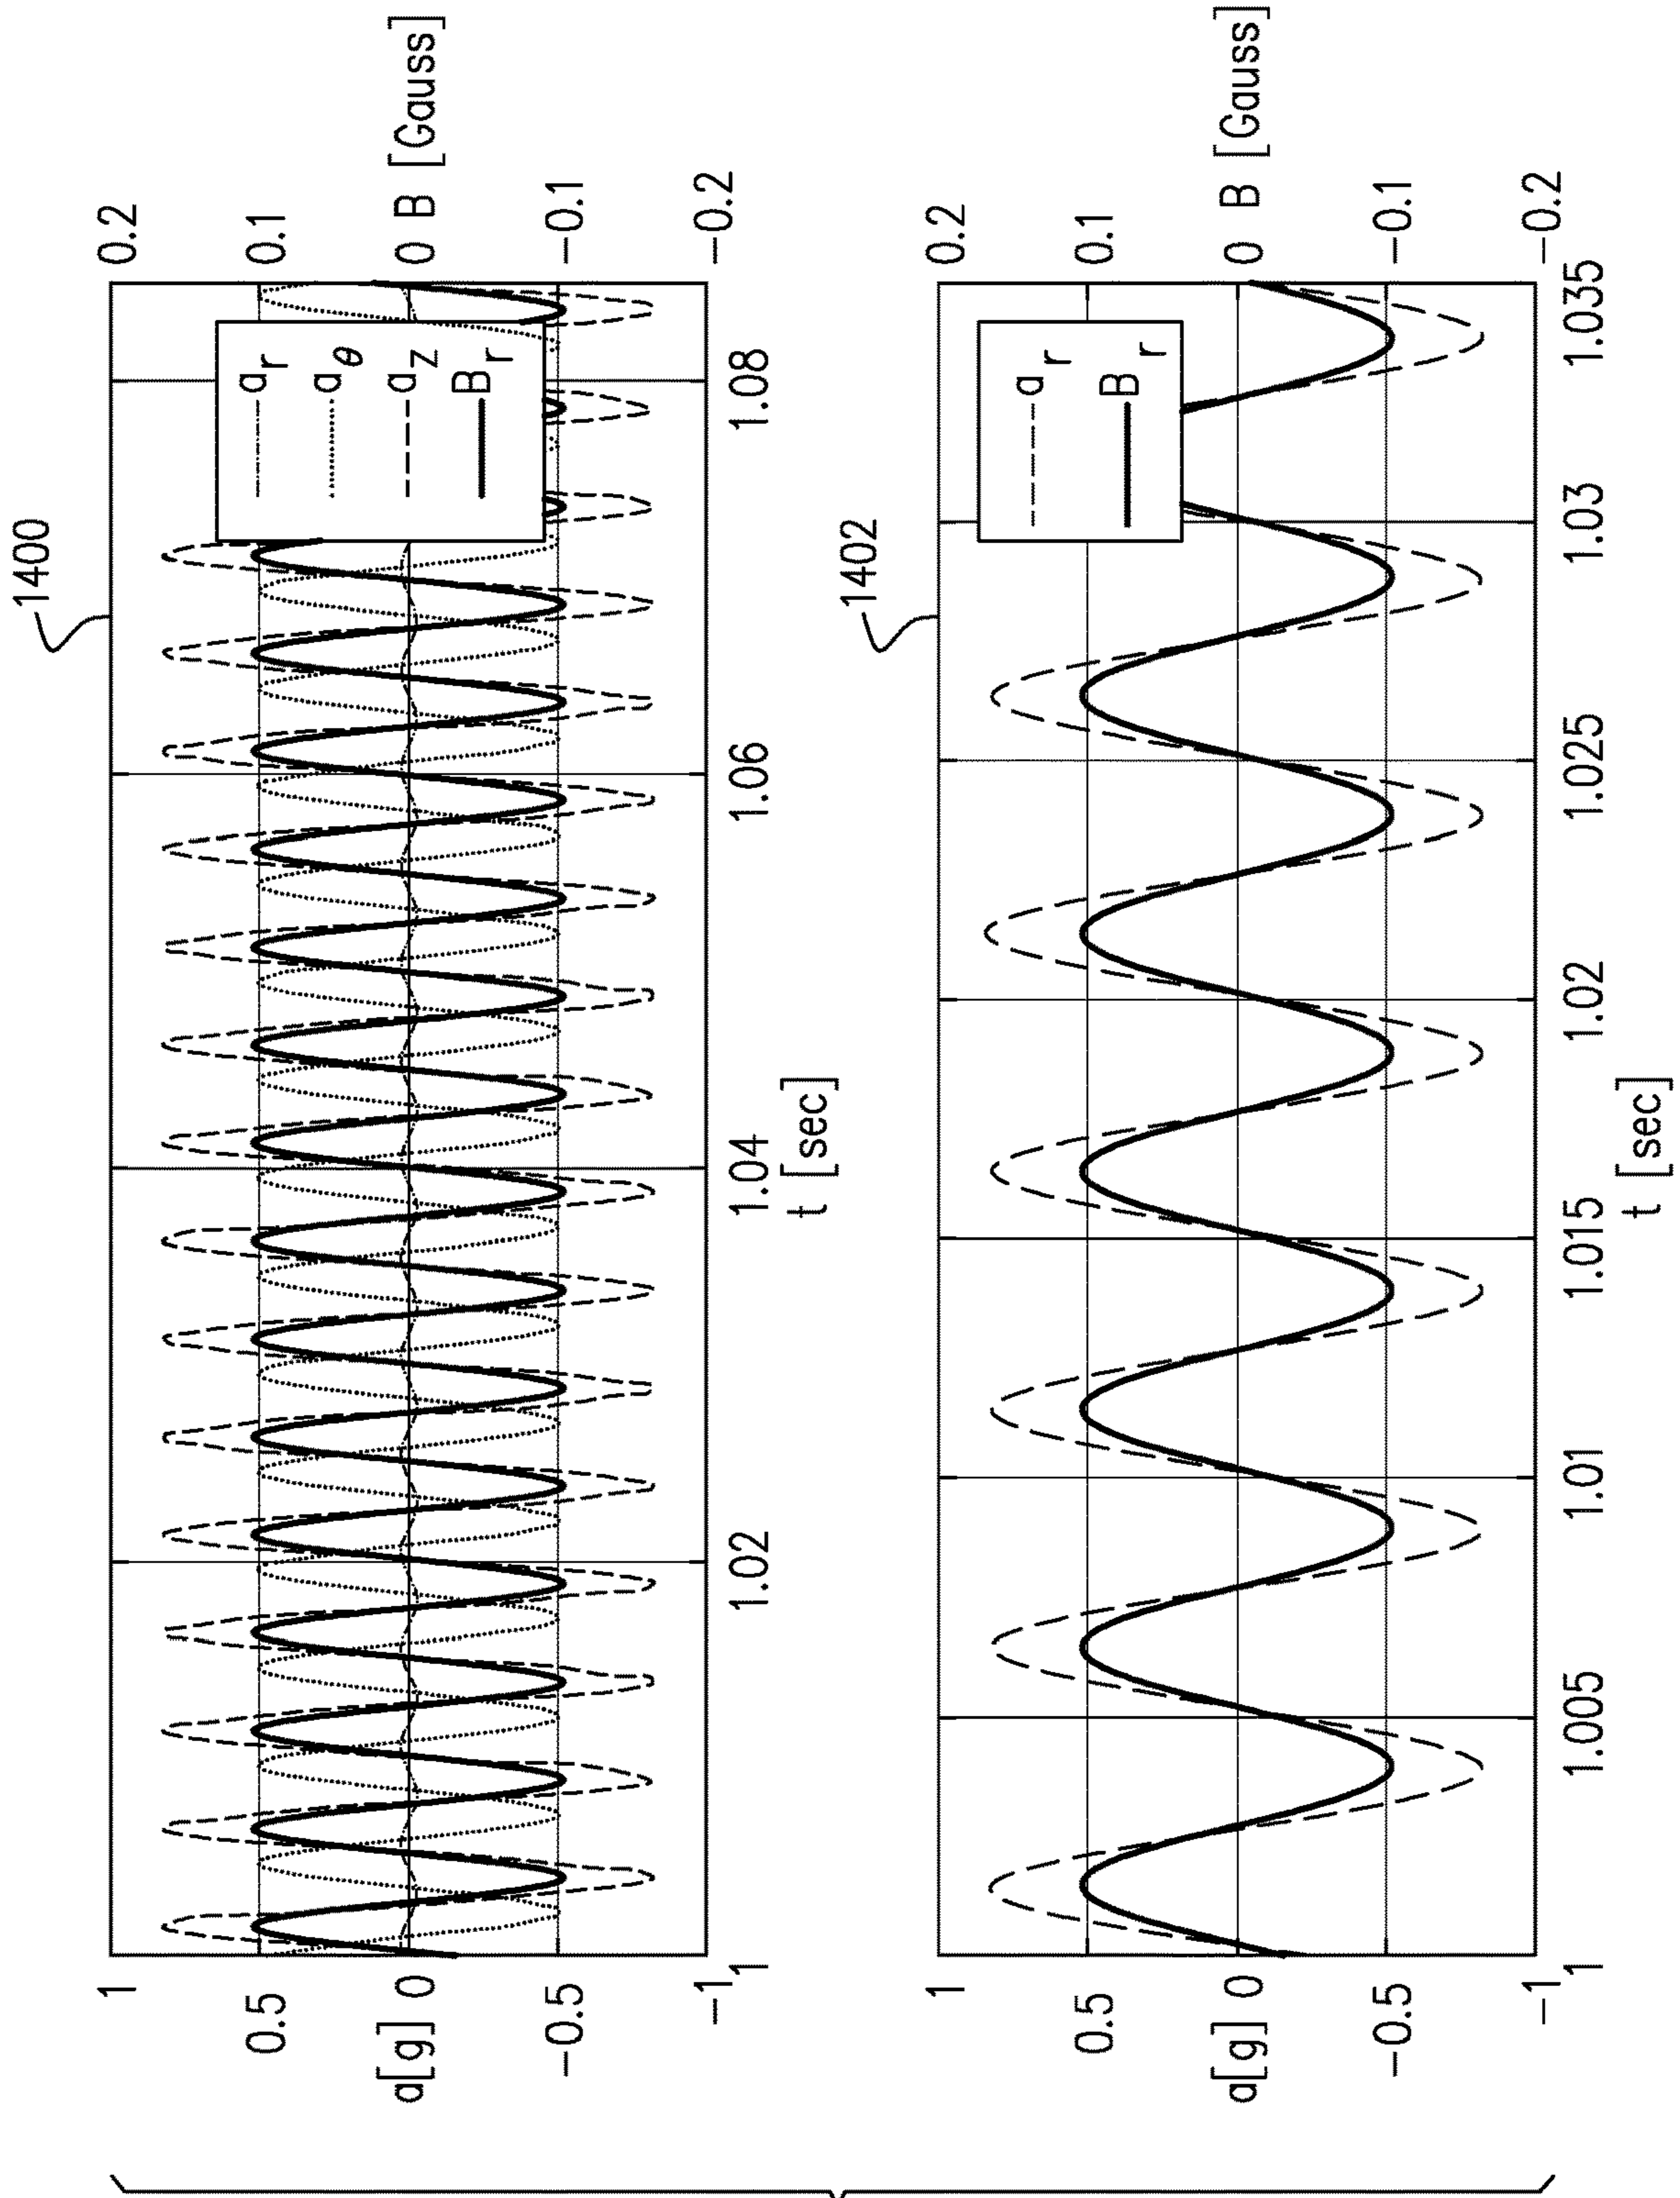 1400
1
0.5
a[g] 0
-0.5
-1
0.2
0.1
0 B [Gauss]
-0.1
-0.2
a_r
a_θ
a_z
B_r
1
1.02
1.04
1.06
1.08
t [sec]
1402
1
0.5
a[g] 0
-0.5
-1
0.2
0.1
0 B [Gauss]
-0.1
-0.2
a_r
B_r
1
1.005
1.01
1.015
1.02
1.025
1.03
1.035
t [sec]